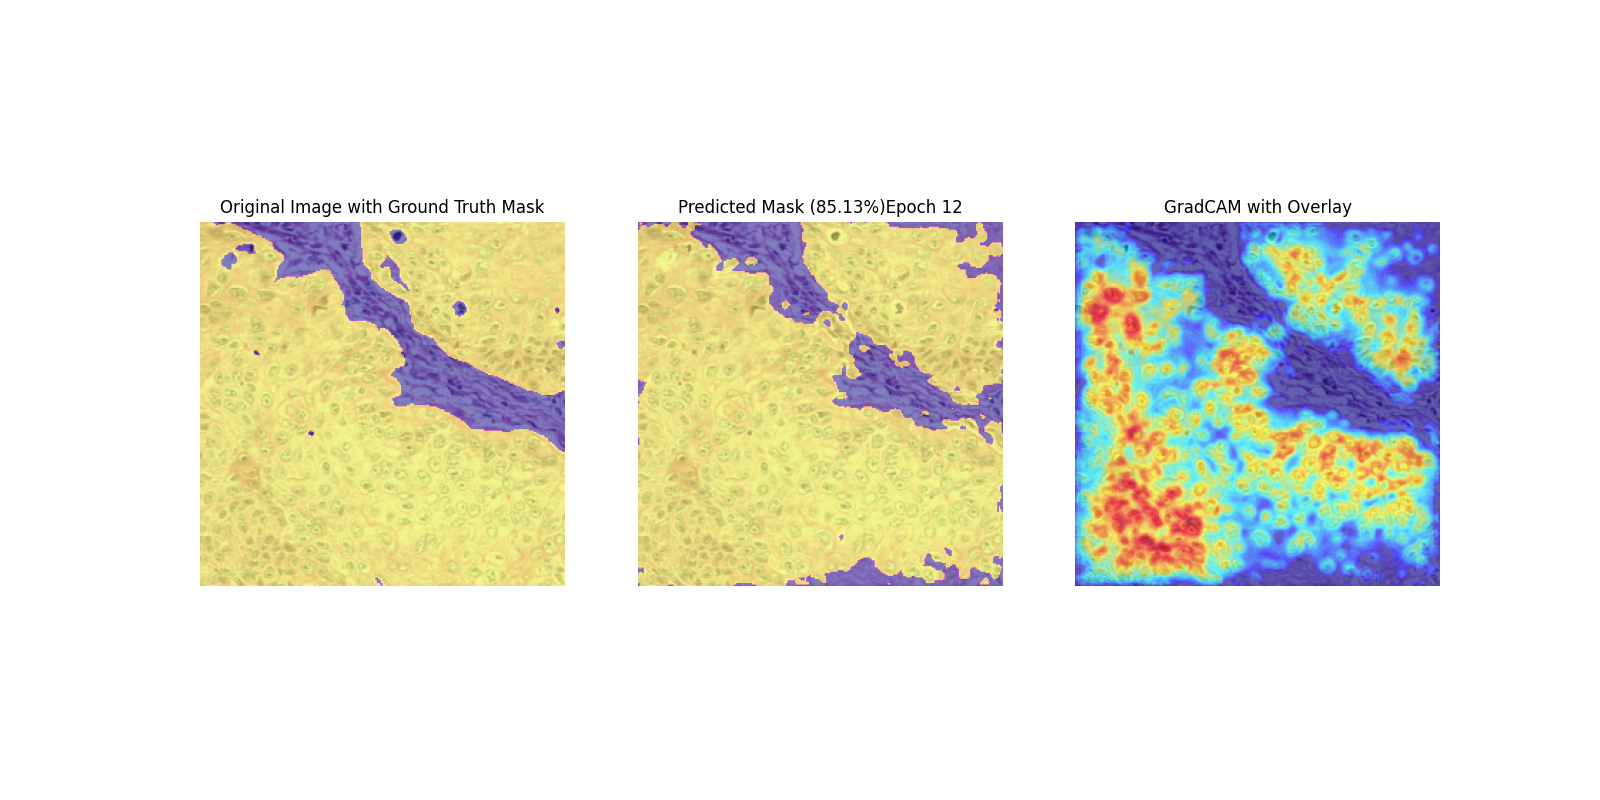 Original Image with Ground Truth Mask
Predicted Mask (85.13%)Epoch 12
GradCAM with Overlay